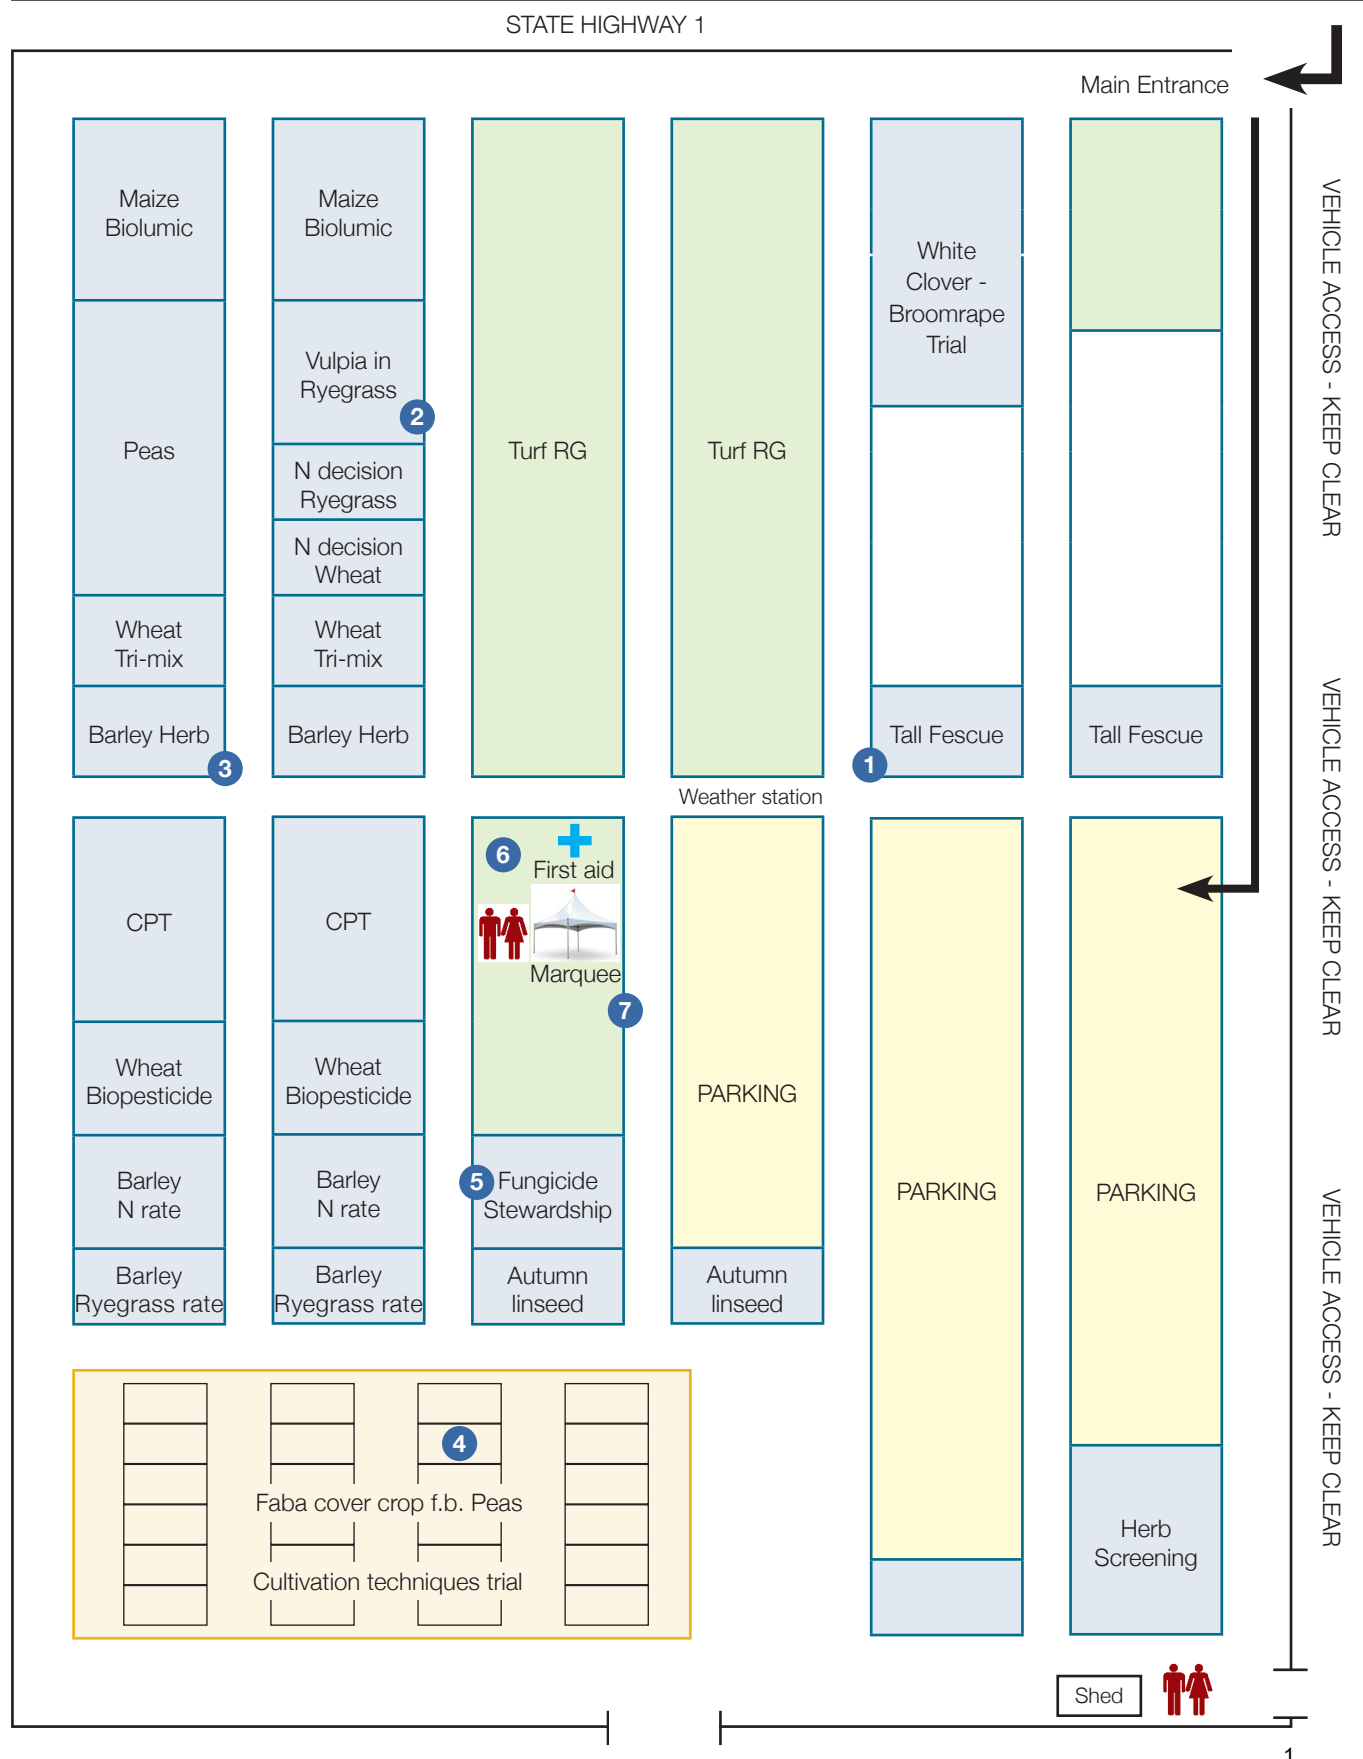 STATE HIGHWAY 1
Main Entrance
Maize
Biolumic
Maize
Biolumic
White
Clover -
Broomrape
Trial
Vulpia in
Ryegrass
2
Peas
N decision
Ryegrass
Turf RG
Turf RG
N decision
Wheat
Wheat
Tri-mix
Wheat
Tri-mix
Barley Herb
3
Barley Herb
1
Tall Fescue
Tall Fescue
Weather station
6
First aid
CPT
CPT
Marquee
7
Wheat
Biopesticide
Wheat
Biopesticide
PARKING
Barley
N rate
Barley
N rate
5
Fungicide
Stewardship
PARKING
PARKING
Barley
Ryegrass rate
Barley
Ryegrass rate
Autumn
linseed
Autumn
linseed
4
Faba cover crop f.b. Peas
Cultivation techniques trial
Herb
Screening
Shed
VEHICLE ACCESS - KEEP CLEAR
VEHICLE ACCESS - KEEP CLEAR
VEHICLE ACCESS - KEEP CLEAR
1